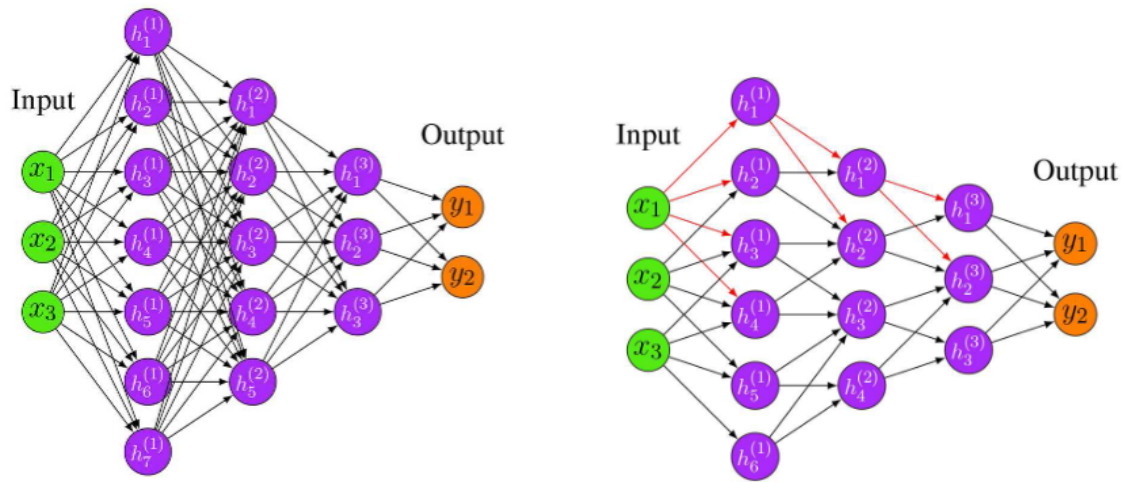 Input
Output
x₁
x₂
x₃
h₁⁽¹⁾
h₂⁽¹⁾
h₃⁽¹⁾
h₄⁽¹⁾
h₅⁽¹⁾
h₆⁽¹⁾
h₇⁽¹⁾
h₁⁽²⁾
h₂⁽²⁾
h₃⁽²⁾
h₄⁽²⁾
h₅⁽²⁾
h₁⁽³⁾
h₂⁽³⁾
h₃⁽³⁾
y₁
y₂
Input
Output
x₁
x₂
x₃
h₁⁽¹⁾
h₂⁽¹⁾
h₃⁽¹⁾
h₄⁽¹⁾
h₅⁽¹⁾
h₆⁽¹⁾
h₁⁽²⁾
h₂⁽²⁾
h₃⁽²⁾
h₄⁽²⁾
h₁⁽³⁾
h₂⁽³⁾
h₃⁽³⁾
y₁
y₂